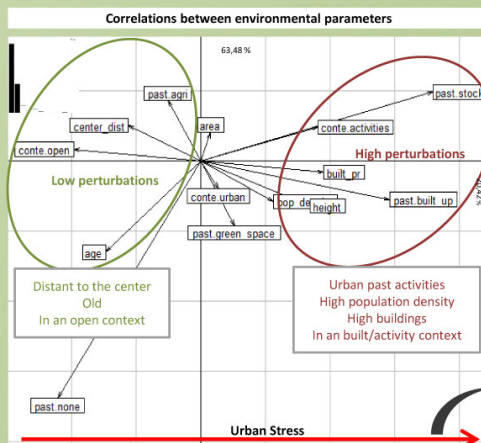 Correlations between environmental parameters
63,48 %
past.agri
past.stock
center_dist
area
conte.activities
conte.open
High perturbations
Low perturbations
built_pr
conte.urban
past.built_up
height
past.green_space
age
Distant to the center
Old
In an open context
Urban past activities
High population density
High buildings
In an built/activity context
past.none
Urban Stress